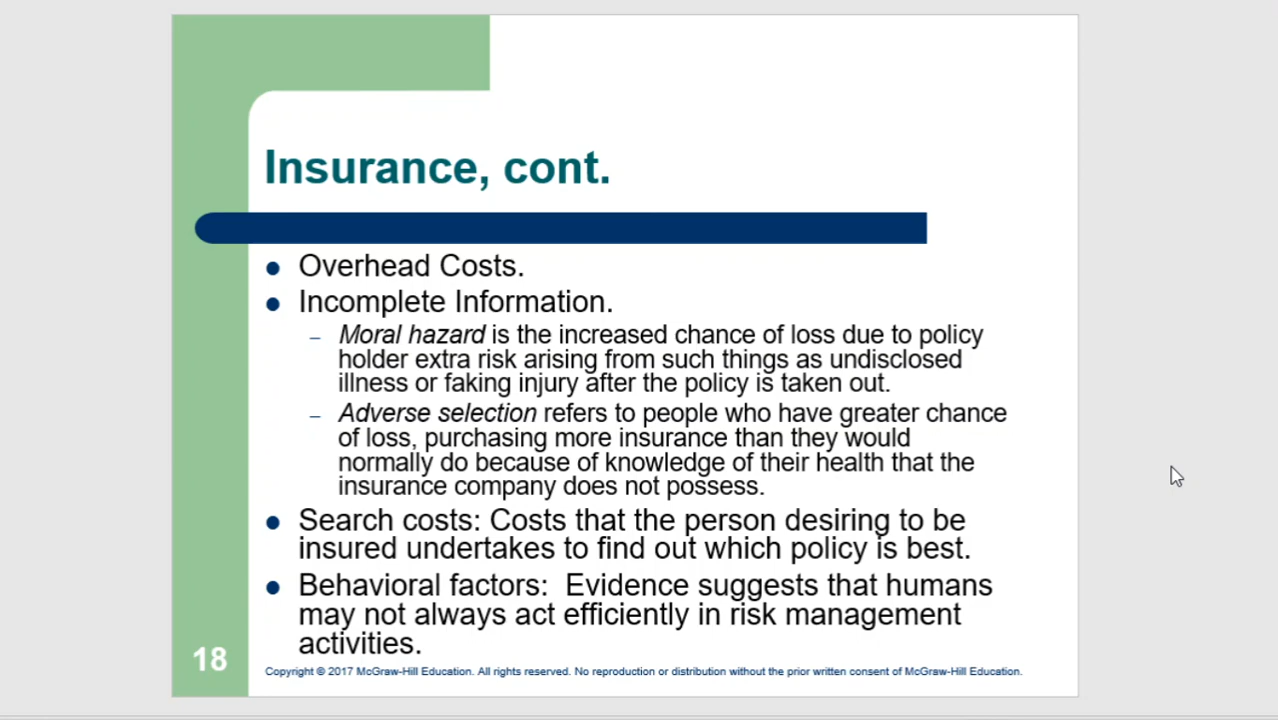 Insurance, cont.
● Overhead Costs.
● Incomplete Information.
– Moral hazard is the increased chance of loss due to policy
holder extra risk arising from such things as undisclosed
illness or faking injury after the policy is taken out.
– Adverse selection refers to people who have greater chance
of loss, purchasing more insurance than they would
normally do because of knowledge of their health that the
insurance company does not possess.
● Search costs: Costs that the person desiring to be
insured undertakes to find out which policy is best.
● Behavioral factors:  Evidence suggests that humans
may not always act efficiently in risk management
activities.
18
Copyright © 2017 McGraw-Hill Education. All rights reserved. No reproduction or distribution without the prior written consent of McGraw-Hill Education.